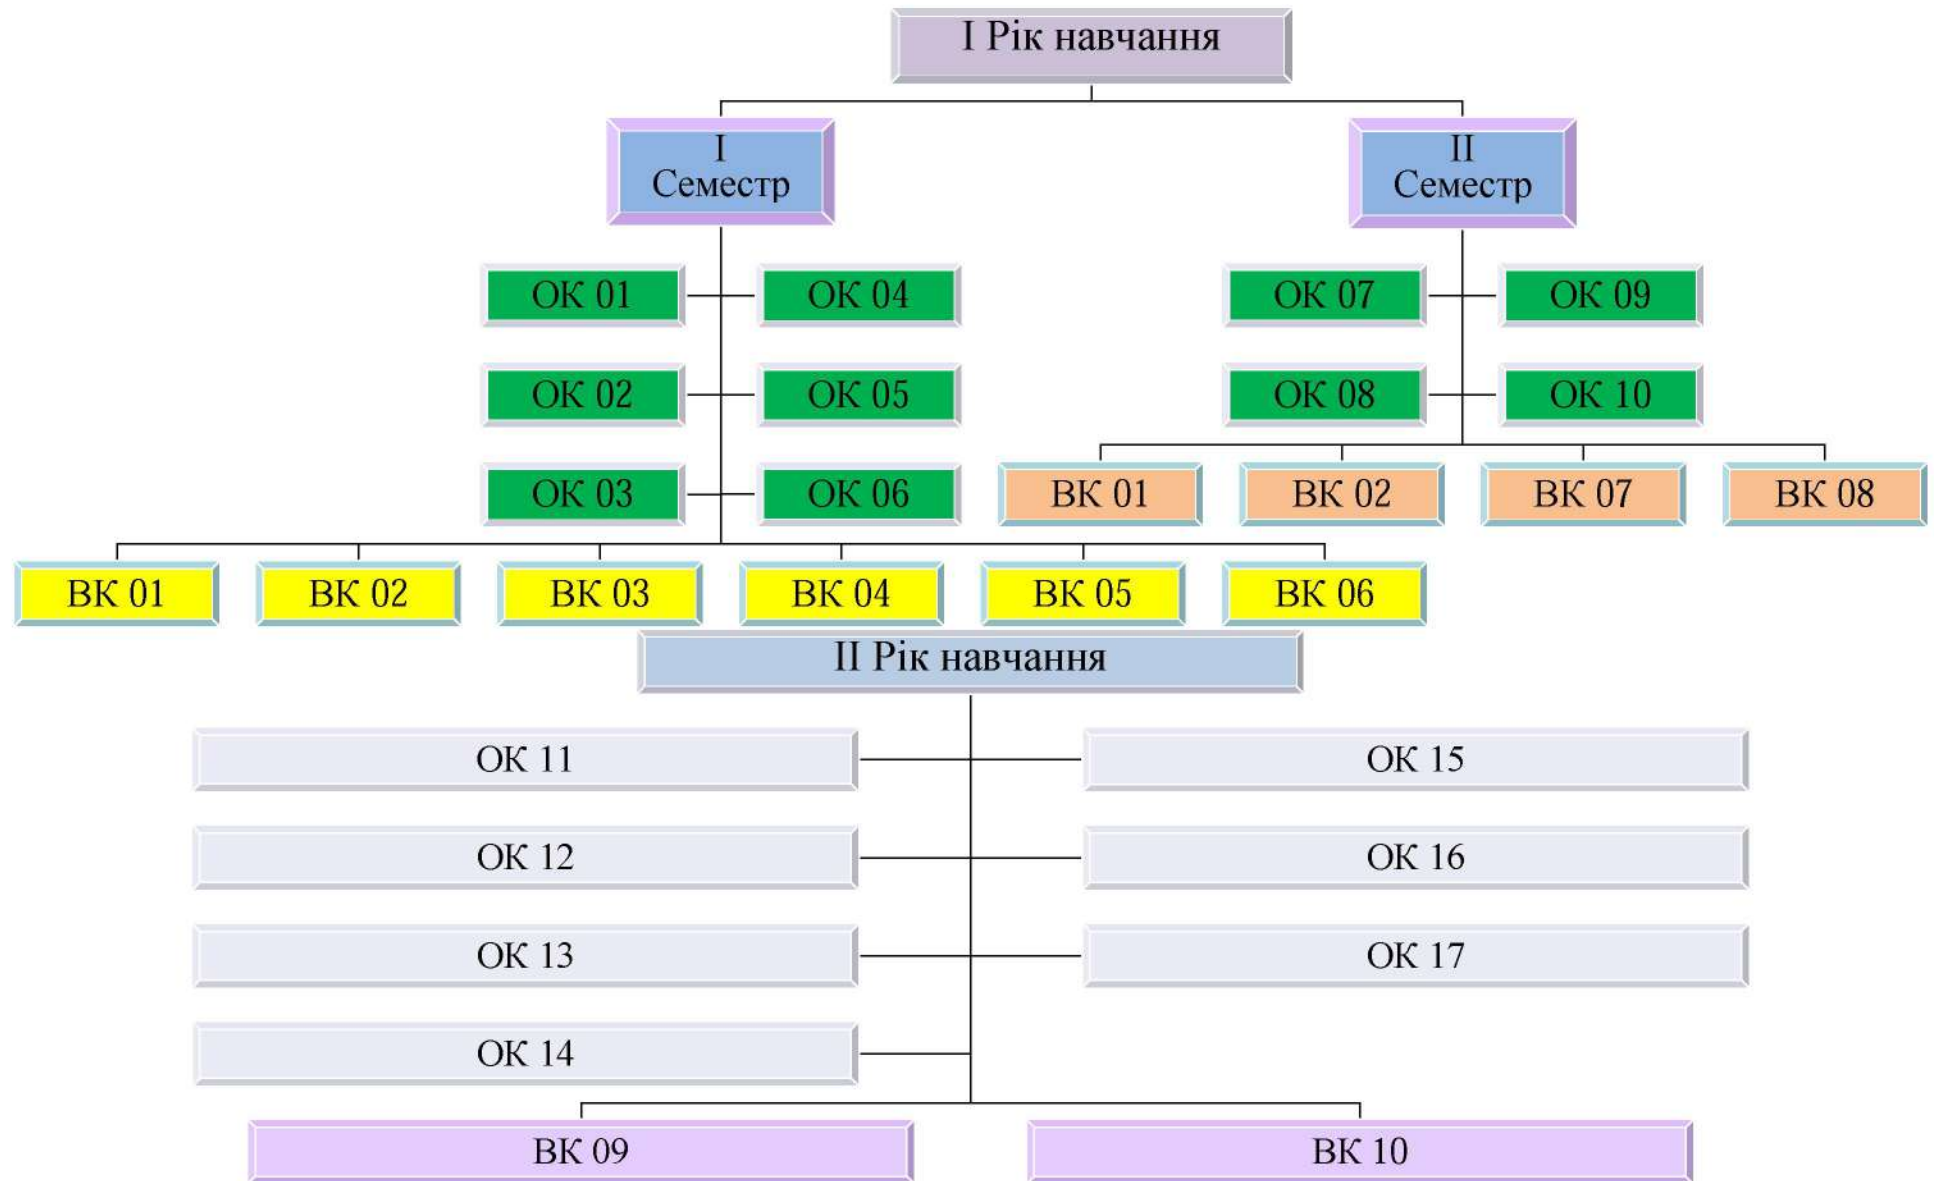 І Рік навчання
І
Семестр
ІІ
Семестр
ОК 01
ОК 04
ОК 07
ОК 09
ОК 02
ОК 05
ОК 08
ОК 10
ОК 03
ОК 06
ВК 01
ВК 02
ВК 07
ВК 08
ВК 01
ВК 02
ВК 03
ВК 04
ВК 05
ВК 06
ІІ Рік навчання
ОК 11
ОК 15
ОК 12
ОК 16
ОК 13
ОК 17
ОК 14
ВК 09
ВК 10